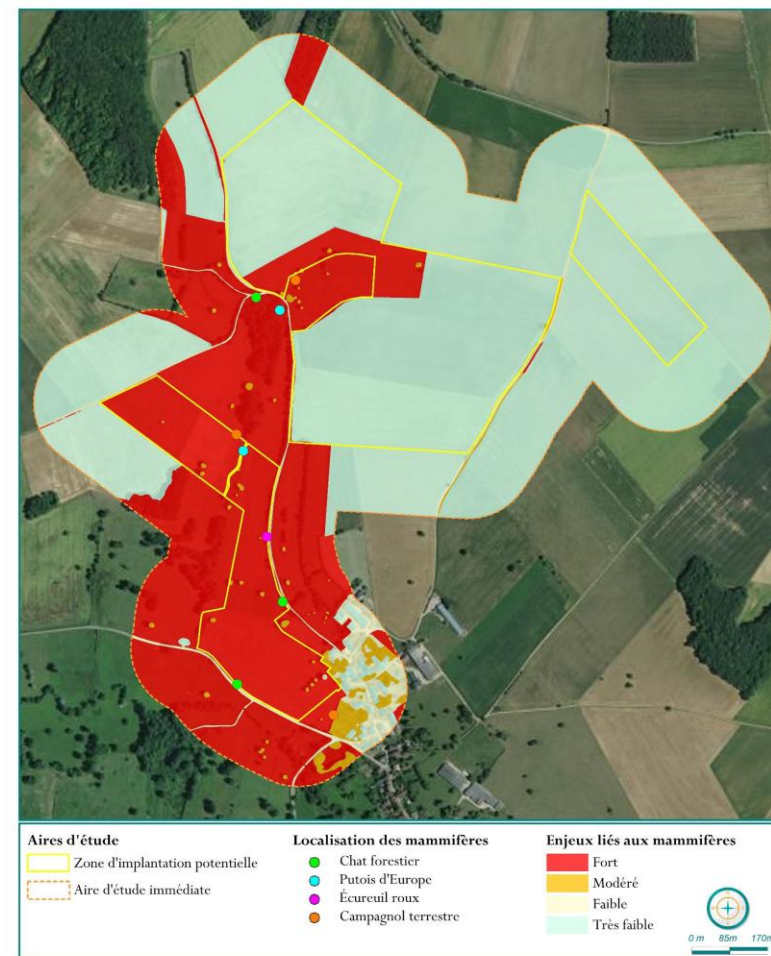 Aires d'étude
Zone d'implantation potentielle
Aire d'étude immédiate
Localisation des mammifères
Chat forestier
Putois d'Europe
Écureuil roux
Campagnol terrestre
Enjeux liés aux mammifères
Fort
Modéré
Faible
Très faible
0 m 85m 170m